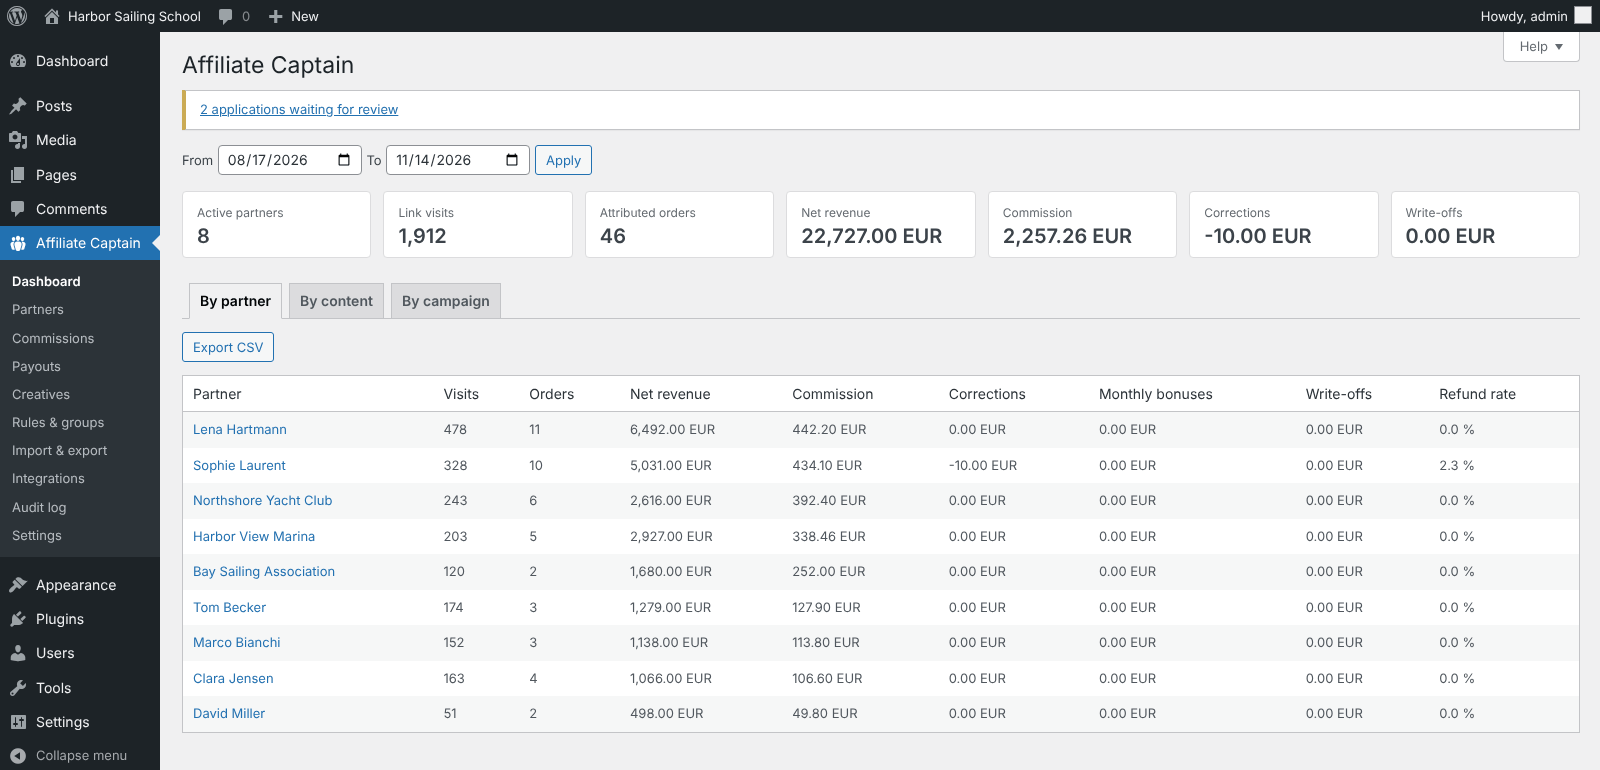 Harbor Sailing School 0 New Howdy, admin
Help
Dashboard
Posts
Media
Pages
Comments
Affiliate Captain
Dashboard
Partners
Commissions
Payouts
Creatives
Rules & groups
Import & export
Integrations
Audit log
Settings
Appearance
Plugins
Users
Tools
Settings
Collapse menu
Affiliate Captain
2 applications waiting for review
From 08/17/2026 To 11/14/2026 Apply
Active partners
8
Link visits
1,912
Attributed orders
46
Net revenue
22,727.00 EUR
Commission
2,257.26 EUR
Corrections
-10.00 EUR
Write-offs
0.00 EUR
By partner By content By campaign
Export CSV
Partner Visits Orders Net revenue Commission Corrections Monthly bonuses Write-offs Refund rate
Lena Hartmann 478 11 6,492.00 EUR 442.20 EUR 0.00 EUR 0.00 EUR 0.00 EUR 0.0 %
Sophie Laurent 328 10 5,031.00 EUR 434.10 EUR -10.00 EUR 0.00 EUR 0.00 EUR 2.3 %
Northshore Yacht Club 243 6 2,616.00 EUR 392.40 EUR 0.00 EUR 0.00 EUR 0.00 EUR 0.0 %
Harbor View Marina 203 5 2,927.00 EUR 338.46 EUR 0.00 EUR 0.00 EUR 0.00 EUR 0.0 %
Bay Sailing Association 120 2 1,680.00 EUR 252.00 EUR 0.00 EUR 0.00 EUR 0.00 EUR 0.0 %
Tom Becker 174 3 1,279.00 EUR 127.90 EUR 0.00 EUR 0.00 EUR 0.00 EUR 0.0 %
Marco Bianchi 152 3 1,138.00 EUR 113.80 EUR 0.00 EUR 0.00 EUR 0.00 EUR 0.0 %
Clara Jensen 163 4 1,066.00 EUR 106.60 EUR 0.00 EUR 0.00 EUR 0.00 EUR 0.0 %
David Miller 51 2 498.00 EUR 49.80 EUR 0.00 EUR 0.00 EUR 0.00 EUR 0.0 %